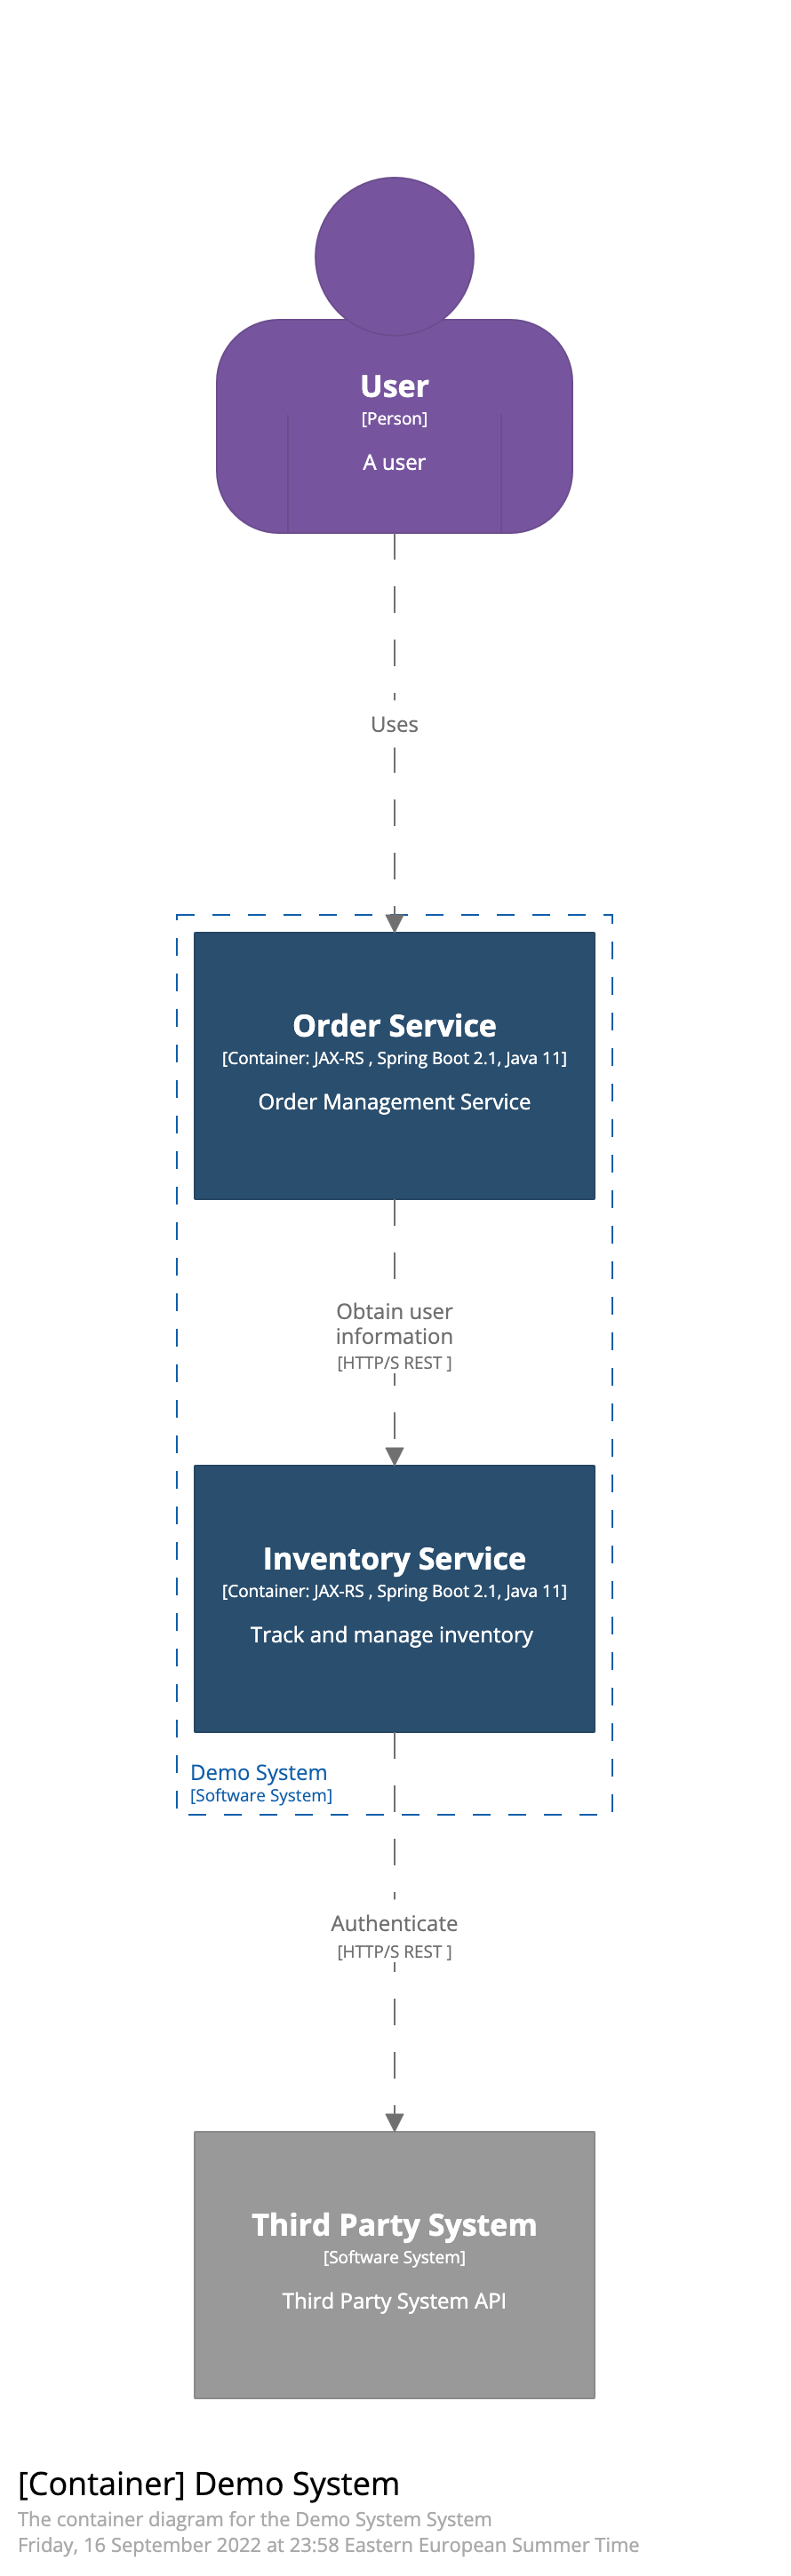 User
[Person]
A user
Uses
Order Service
[Container: JAX-RS , Spring Boot 2.1, Java 11]
Order Management Service
Obtain user
information
[HTTP/S REST ]
Inventory Service
[Container: JAX-RS , Spring Boot 2.1, Java 11]
Track and manage inventory
Demo System
[Software System]
Authenticate
[HTTP/S REST ]
Third Party System
[Software System]
Third Party System API
[Container] Demo System
The container diagram for the Demo System System
Friday, 16 September 2022 at 23:58 Eastern European Summer Time